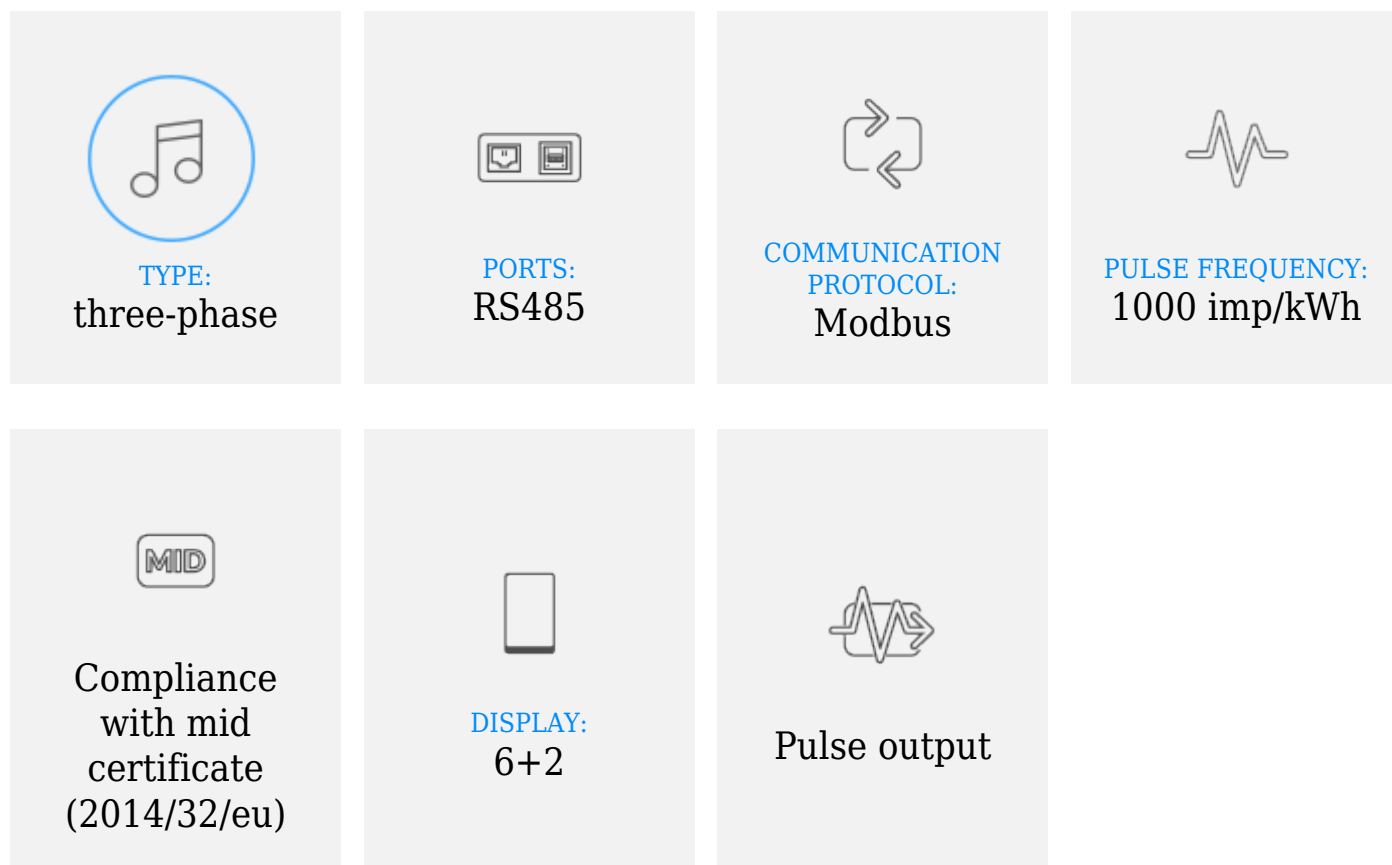 TYPE:
three-phase
PORTS:
RS485
COMMUNICATION
PROTOCOL:
Modbus
PULSE FREQUENCY:
1000 imp/kWh
MID
Compliance
with mid
certificate
(2014/32/eu)
DISPLAY:
6+2
Pulse output